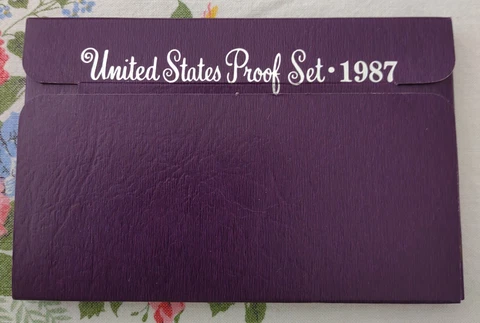 United States Proof Set • 1987